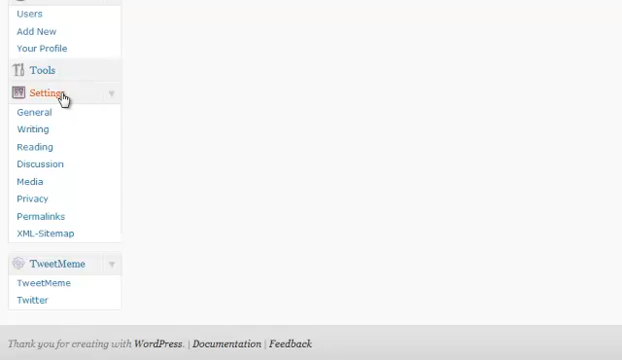 Users
Add New
Your Profile
Tools
Settings
General
Writing
Reading
Discussion
Media
Privacy
Permalinks
XML-Sitemap
TweetMeme
TweetMeme
Twitter
Thank you for creating with WordPress. | Documentation | Feedback